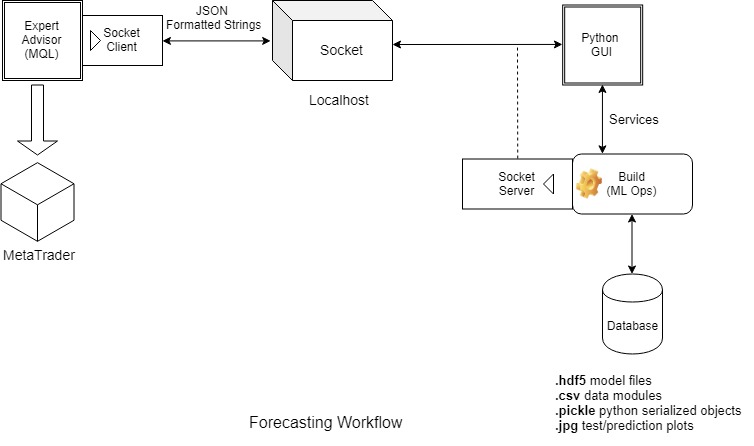 Expert
Advisor
(MQL)
Socket
Client
JSON
Formatted Strings
Socket
Localhost
Python
GUI
Services
Socket
Server
Build
(ML Ops)
MetaTrader
Database
.hdf5 model files
.csv data modules
.pickle python serialized objects
.jpg test/prediction plots
Forecasting Workflow